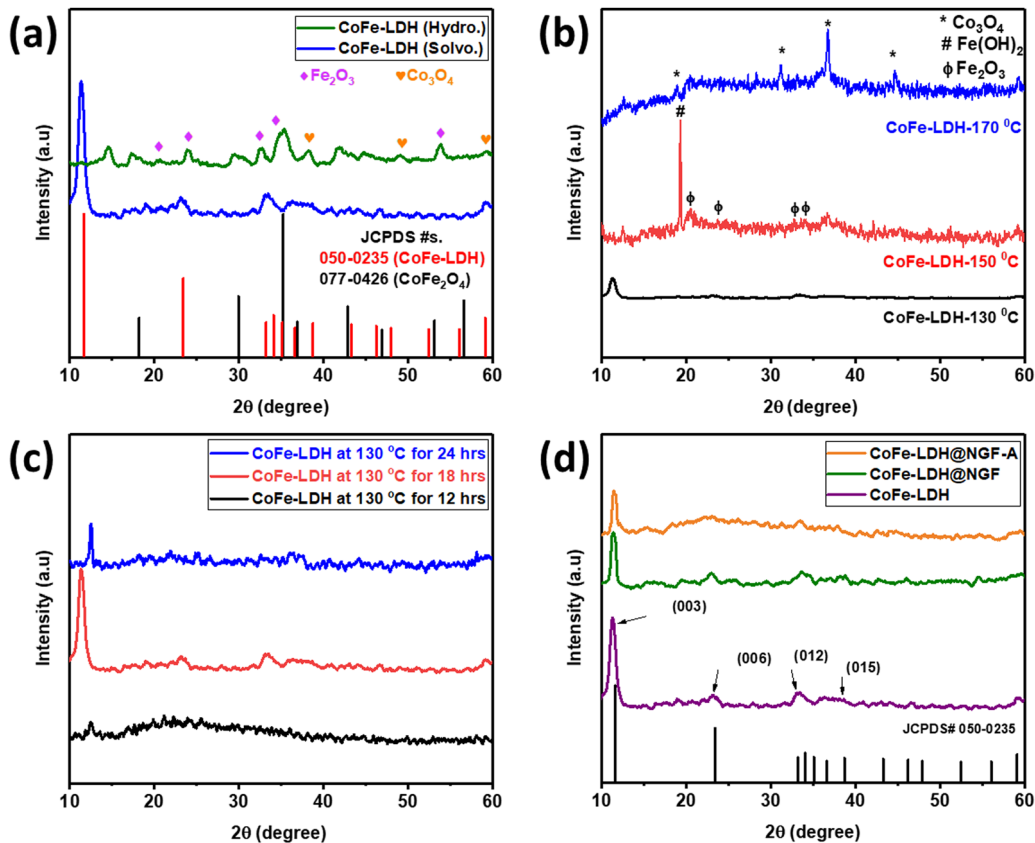 (a)
CoFe-LDH (Hydro.)
CoFe-LDH (Solvo.)
♦ Fe₂O₃ ♥ Co₃O₄
JCPDS #s.
050-0235 (CoFe-LDH)
077-0426 (CoFe₂O₄)
Intensity (a.u)
10 20 30 40 50 60
2θ (degree)
(b)
* Co₃O₄
# Fe(OH)₂
ϕ Fe₂O₃
* * * *
CoFe-LDH-170 ⁰C
#
ϕ ϕ ϕ ϕ
CoFe-LDH-150 ⁰C
CoFe-LDH-130 ⁰C
Intensity (a.u)
10 20 30 40 50 60
2θ (degree)
(c)
CoFe-LDH at 130 ⁰C for 24 hrs
CoFe-LDH at 130 ⁰C for 18 hrs
CoFe-LDH at 130 ⁰C for 12 hrs
Intensity (a.u)
10 20 30 40 50 60
2θ (degree)
(d)
CoFe-LDH@NGF-A
CoFe-LDH@NGF
CoFe-LDH
(003)
(006) (012) (015)
JCPDS# 050-0235
Intensity (a.u)
10 20 30 40 50 60
2θ (degree)